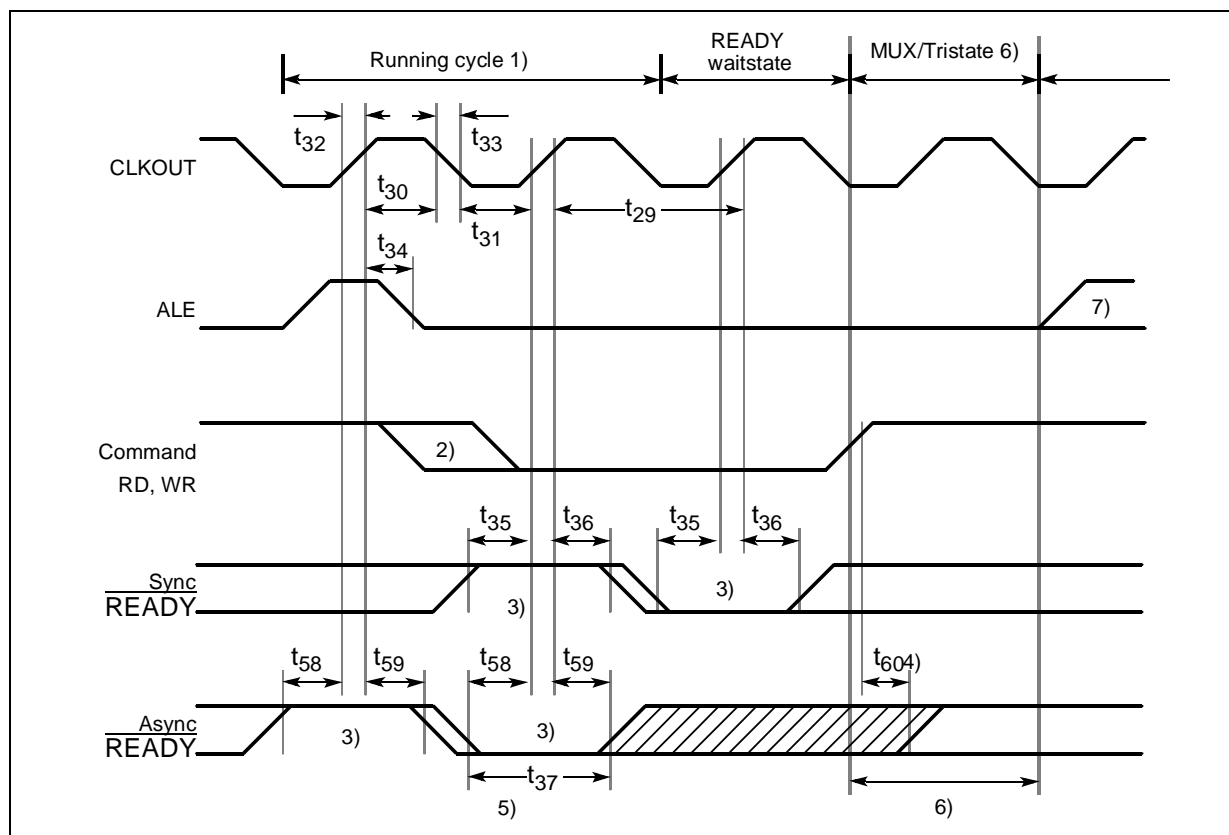 Running cycle 1)
READY
waitstate
MUX/Tristate 6)
CLKOUT
t32
t33
t30
t31
t29
t34
ALE
7)
Command
RD, WR
2)
t35
t36
t35
t36
Sync
READY
3)
3)
t58
t59
t58
t59
t604)
Async
READY
3)
3)
t37
5)
6)